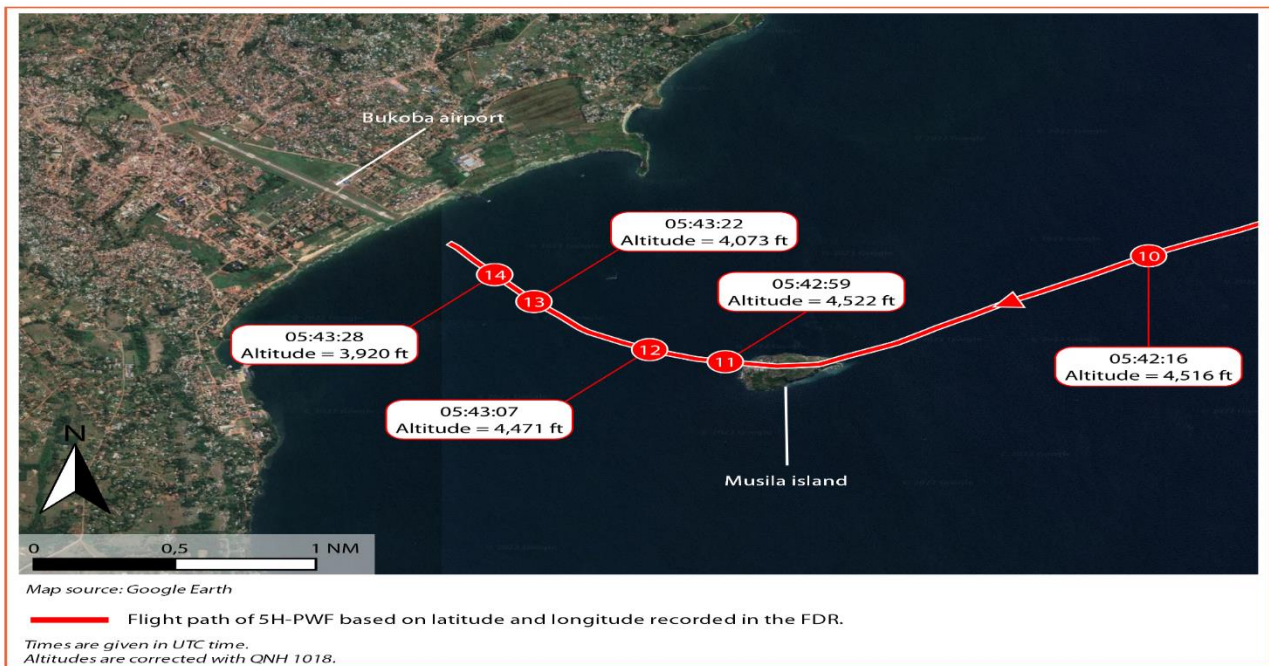 Bukoba airport
05:43:22
Altitude = 4,073 ft
10
14
05:42:59
Altitude = 4,522 ft
13
05:43:28
Altitude = 3,920 ft
12
11
05:42:16
Altitude = 4,516 ft
05:43:07
Altitude = 4,471 ft
N
Musila island
0 0,5 1 NM
Map source: Google Earth
Flight path of 5H-PWF based on latitude and longitude recorded in the FDR.
Times are given in UTC time.
Altitudes are corrected with QNH 1018.